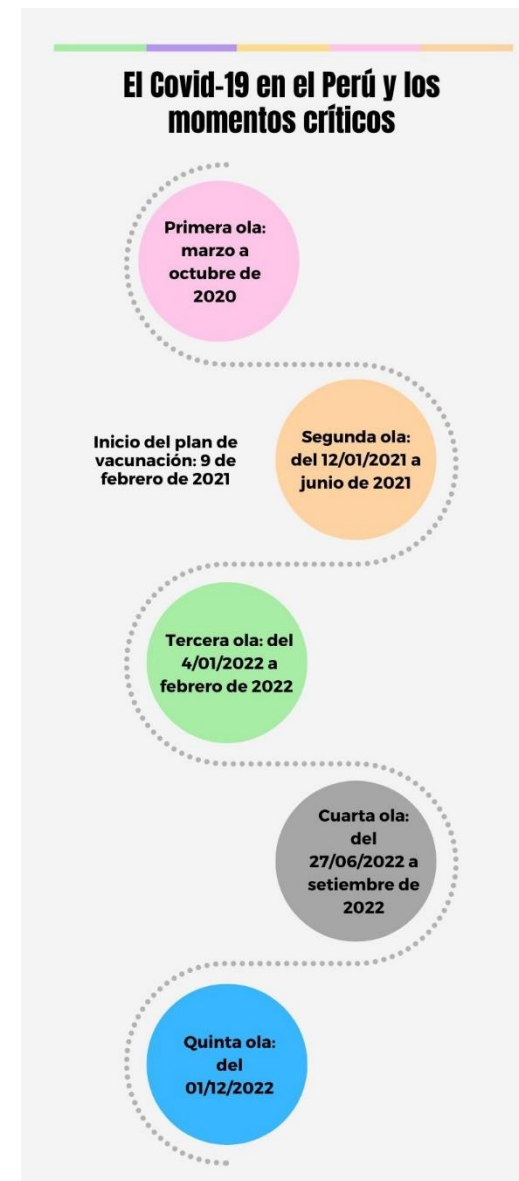 El Covid-19 en el Perú y los
momentos críticos
Primera ola:
marzo a
octubre de
2020
Inicio del plan de
vacunación: 9 de
febrero de 2021
Segunda ola:
del 12/01/2021 a
junio de 2021
Tercera ola: del
4/01/2022 a
febrero de 2022
Cuarta ola:
del
27/06/2022 a
setiembre de
2022
Quinta ola:
del
01/12/2022